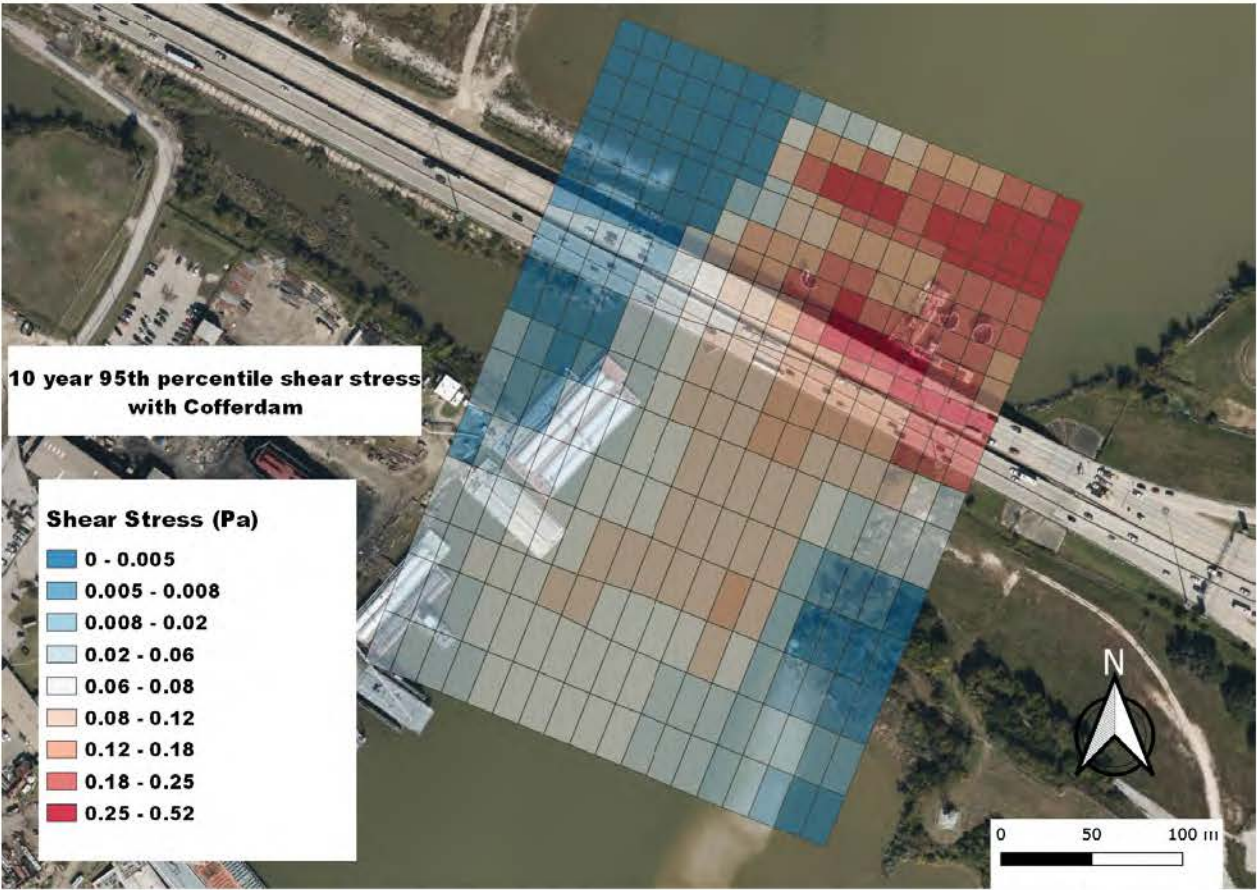 10 year 95th percentile shear stress
with Cofferdam
Shear Stress (Pa)
0 - 0.005
0.005 - 0.008
0.008 - 0.02
0.02 - 0.06
0.06 - 0.08
0.08 - 0.12
0.12 - 0.18
0.18 - 0.25
0.25 - 0.52
N
0 50 100 m